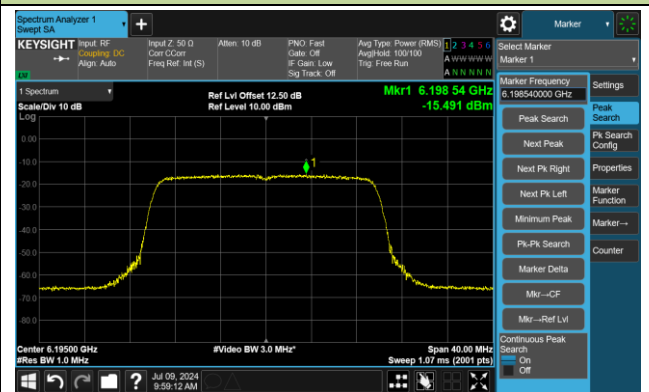 Spectrum Analyzer 1
Swept SA
+
Marker
KEYSIGHT
Input: RF
Coupling: DC
Align: Auto
Input Z: 50 Ω
Corr CCorr
Freq Ref: Int (S)
Atten: 10 dB
PNO: Fast
Gate: Off
IF Gain: Low
Sig Track: Off
Avg Type: Power (RMS)
Avg|Hold: 100/100
Trig: Free Run
1 2 3 4 5 6
A W W W W W
A N N N N N
Select Marker
Marker 1
1 Spectrum
Scale/Div 10 dB
Log
Ref Lvl Offset 12.50 dB
Ref Level 10.00 dBm
Mkr1 6.198 54 GHz
-15.491 dBm
0.00
-10.0
-20.0
-30.0
-40.0
-50.0
-60.0
-70.0
-80.0
1
Center 6.19500 GHz
#Res BW 1.0 MHz
#Video BW 3.0 MHz*
Span 40.00 MHz
Sweep 1.07 ms (2001 pts)
Marker Frequency
6.198540000 GHz
Peak Search
Next Peak
Next Pk Right
Next Pk Left
Minimum Peak
Pk-Pk Search
Marker Delta
Mkr→CF
Mkr→Ref Lvl
Continuous Peak
Search
On
Off
Settings
Peak
Search
Pk Search
Config
Properties
Marker
Function
Marker→
Counter
Jul 09, 2024
9:59:12 AM